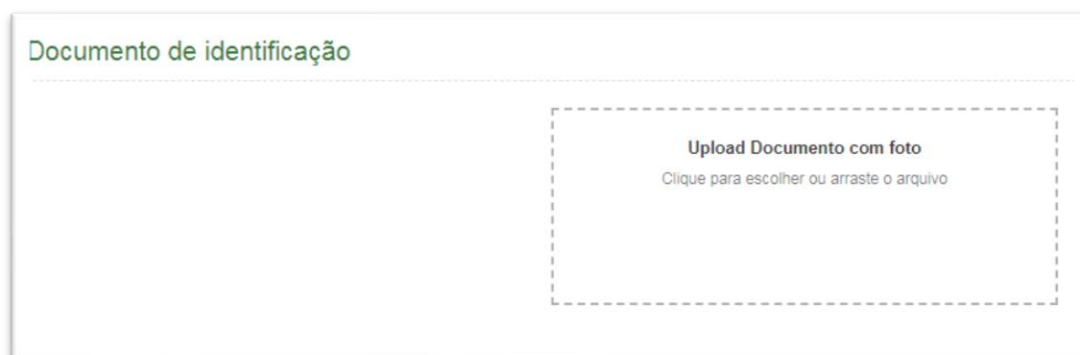 Documento de identificação
Upload Documento com foto
Clique para escolher ou arraste o arquivo